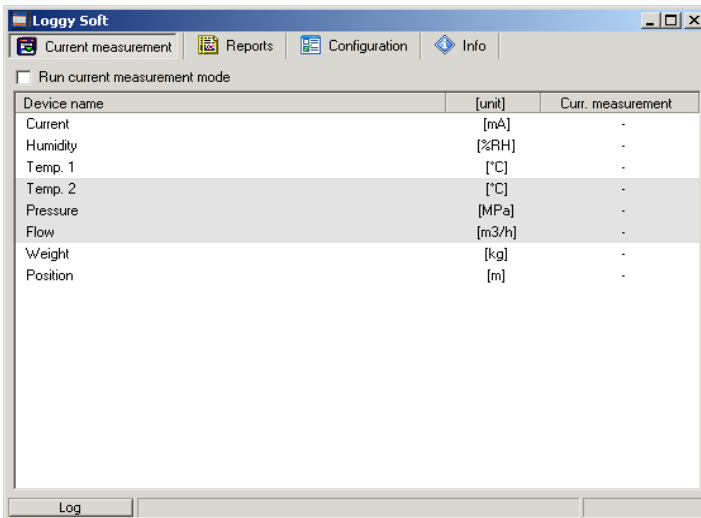 Loggy Soft
Current measurement Reports Configuration Info
Run current measurement mode
Device name [unit] Curr. measurement
Current [mA] -
Humidity [%RH] -
Temp. 1 [°C] -
Temp. 2 [°C] -
Pressure [MPa] -
Flow [m3/h] -
Weight [kg] -
Position [m] -
Log